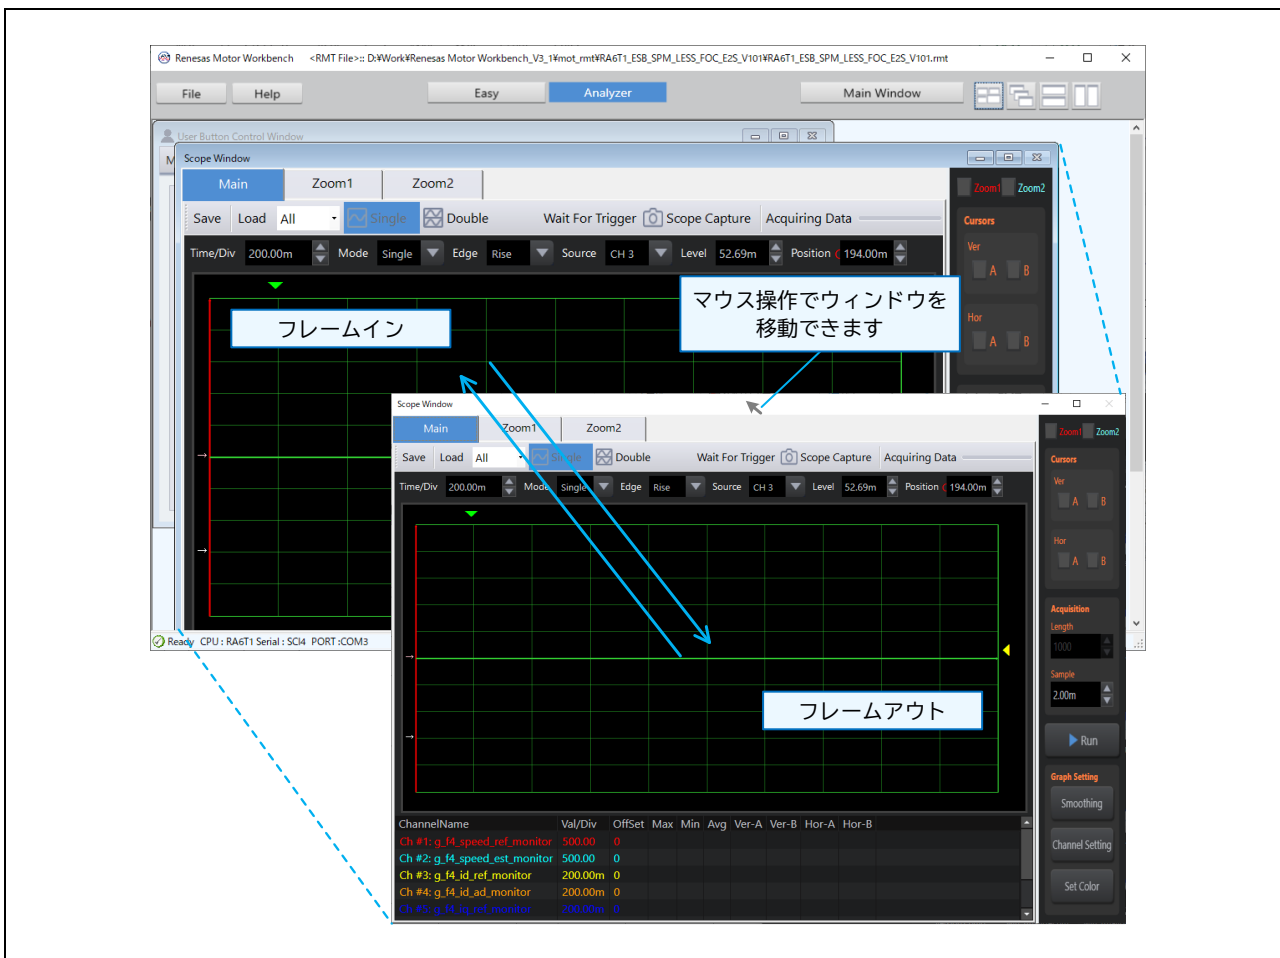 Renesas Motor Workbench <RMT File>:: D:¥Work¥Renesas Motor Workbench_V3_1¥mot_rmt¥RA6T1_ESB_SPM_LESS_FOC_E2S_V101¥RA6T1_ESB_SPM_LESS_FOC_E2S_V101.rmt
File Help Easy Analyzer Main Window
User Button Control Window
M
Scope Window
Main Zoom1 Zoom2
Zoom1 Zoom2
Save Load All Single Double Wait For Trigger Scope Capture Acquiring Data
Cursors
Time/Div 200.00m Mode Single Edge Rise Source CH 3 Level 52.69m Position 194.00m
Ver
A B
Hor
A B
フレームイン
マウス操作でウィンドウを
移動できます
Scope Window
Main Zoom1 Zoom2
Zoom1 Zoom2
Save Load All Single Double Wait For Trigger Scope Capture Acquiring Data
Cursors
Time/Div 200.00m Mode Single Edge Rise Source CH 3 Level 52.69m Position 194.00m
Ver
A B
Hor
A B
Acquisition
Length
1000
Sample
2.00m
Run
Graph Setting
Smoothing
Channel Setting
Set Color
フレームアウト
Ready CPU : RA6T1 Serial : SCI4 PORT :COM3
ChannelName Val/Div OffSet Max Min Avg Ver-A Ver-B Hor-A Hor-B
Ch #1: g_f4_speed_ref_monitor 500.00 0
Ch #2: g_f4_speed_est_monitor 500.00 0
Ch #3: g_f4_id_ref_monitor 200.00m 0
Ch #4: g_f4_id_ad_monitor 200.00m 0
Ch #5: g_f4_iq_ref_monitor 200.00m 0